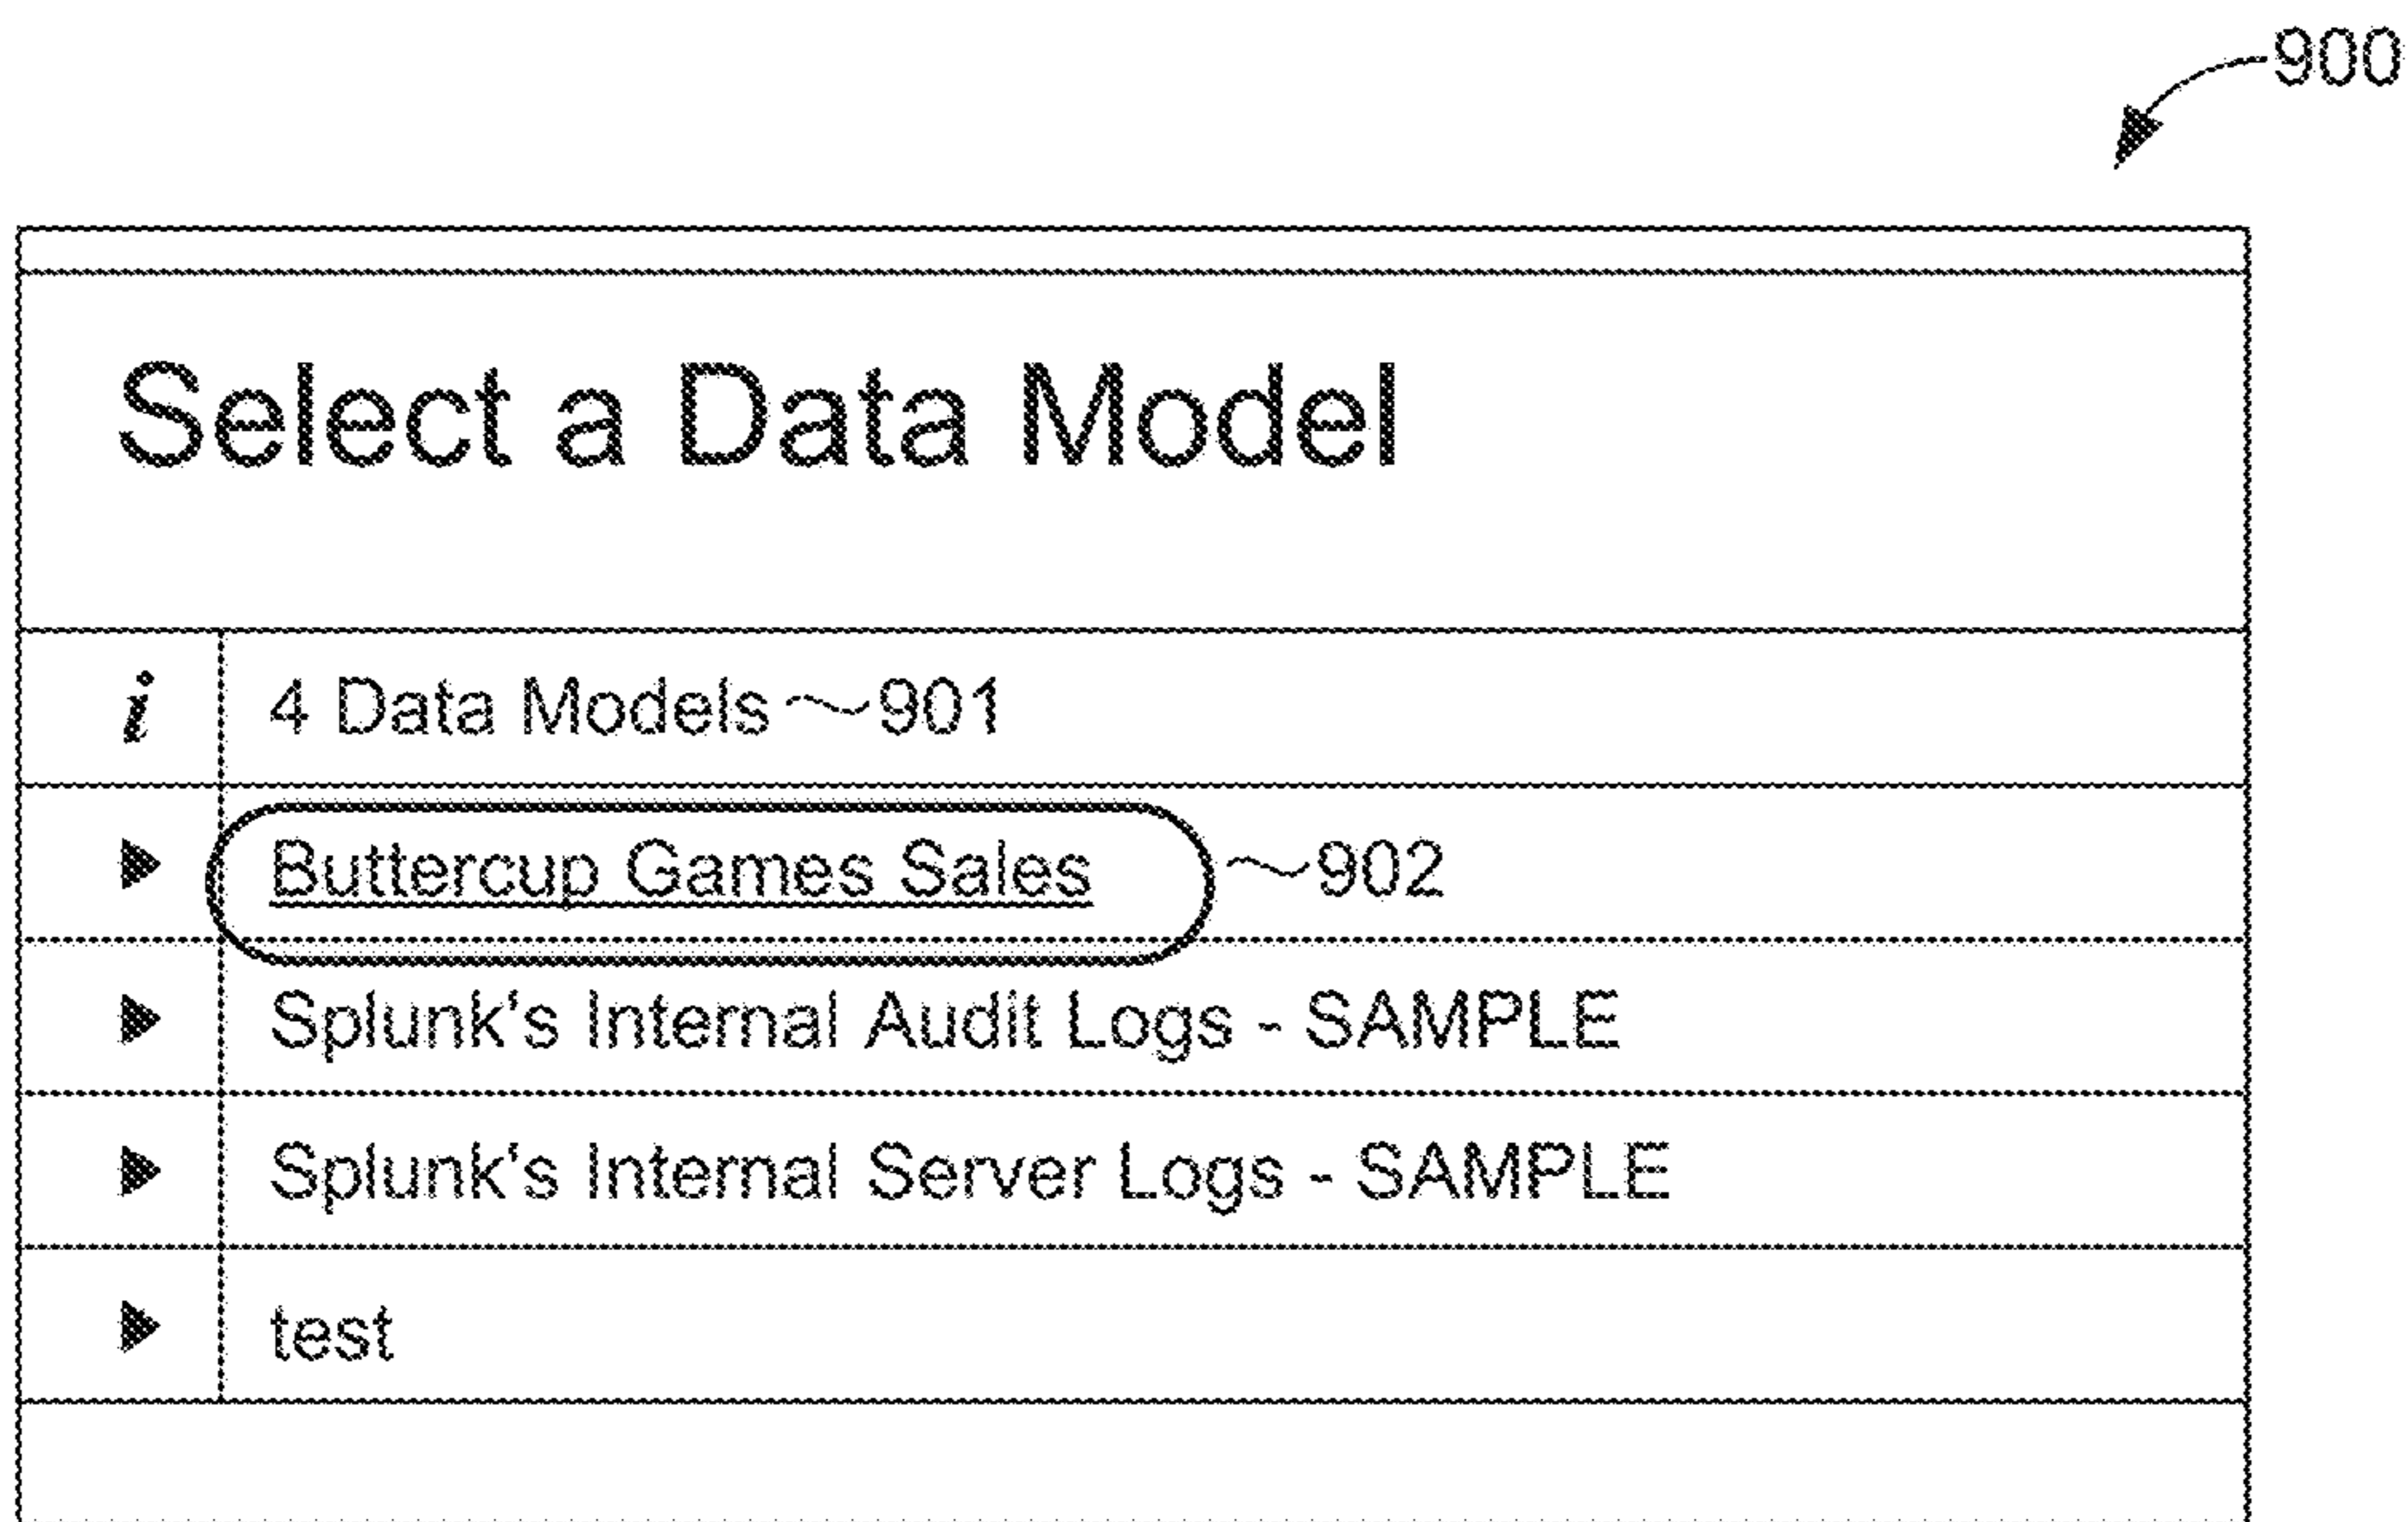 900
Select a Data Model
i 4 Data Models 901
Buttercup Games Sales 902
Splunk's Internal Audit Logs - SAMPLE
Splunk's Internal Server Logs - SAMPLE
test